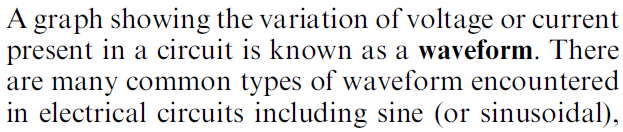 A graph showing the variation of voltage or current
present in a circuit is known as a waveform. There
are many common types of waveform encountered
in electrical circuits including sine (or sinusoidal),